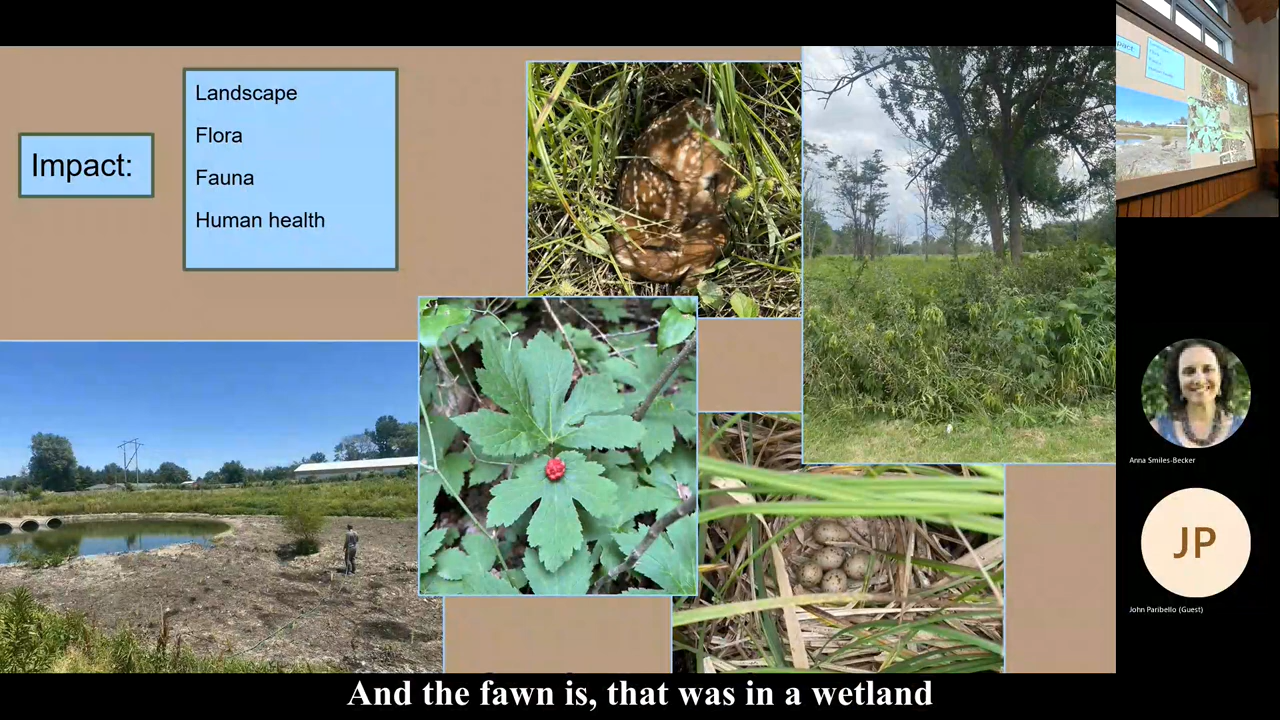 Impact:
Landscape
Flora
Fauna
Human health
Anna Smiles-Becker
JP
John Paribello (Guest)
And the fawn is, that was in a wetland